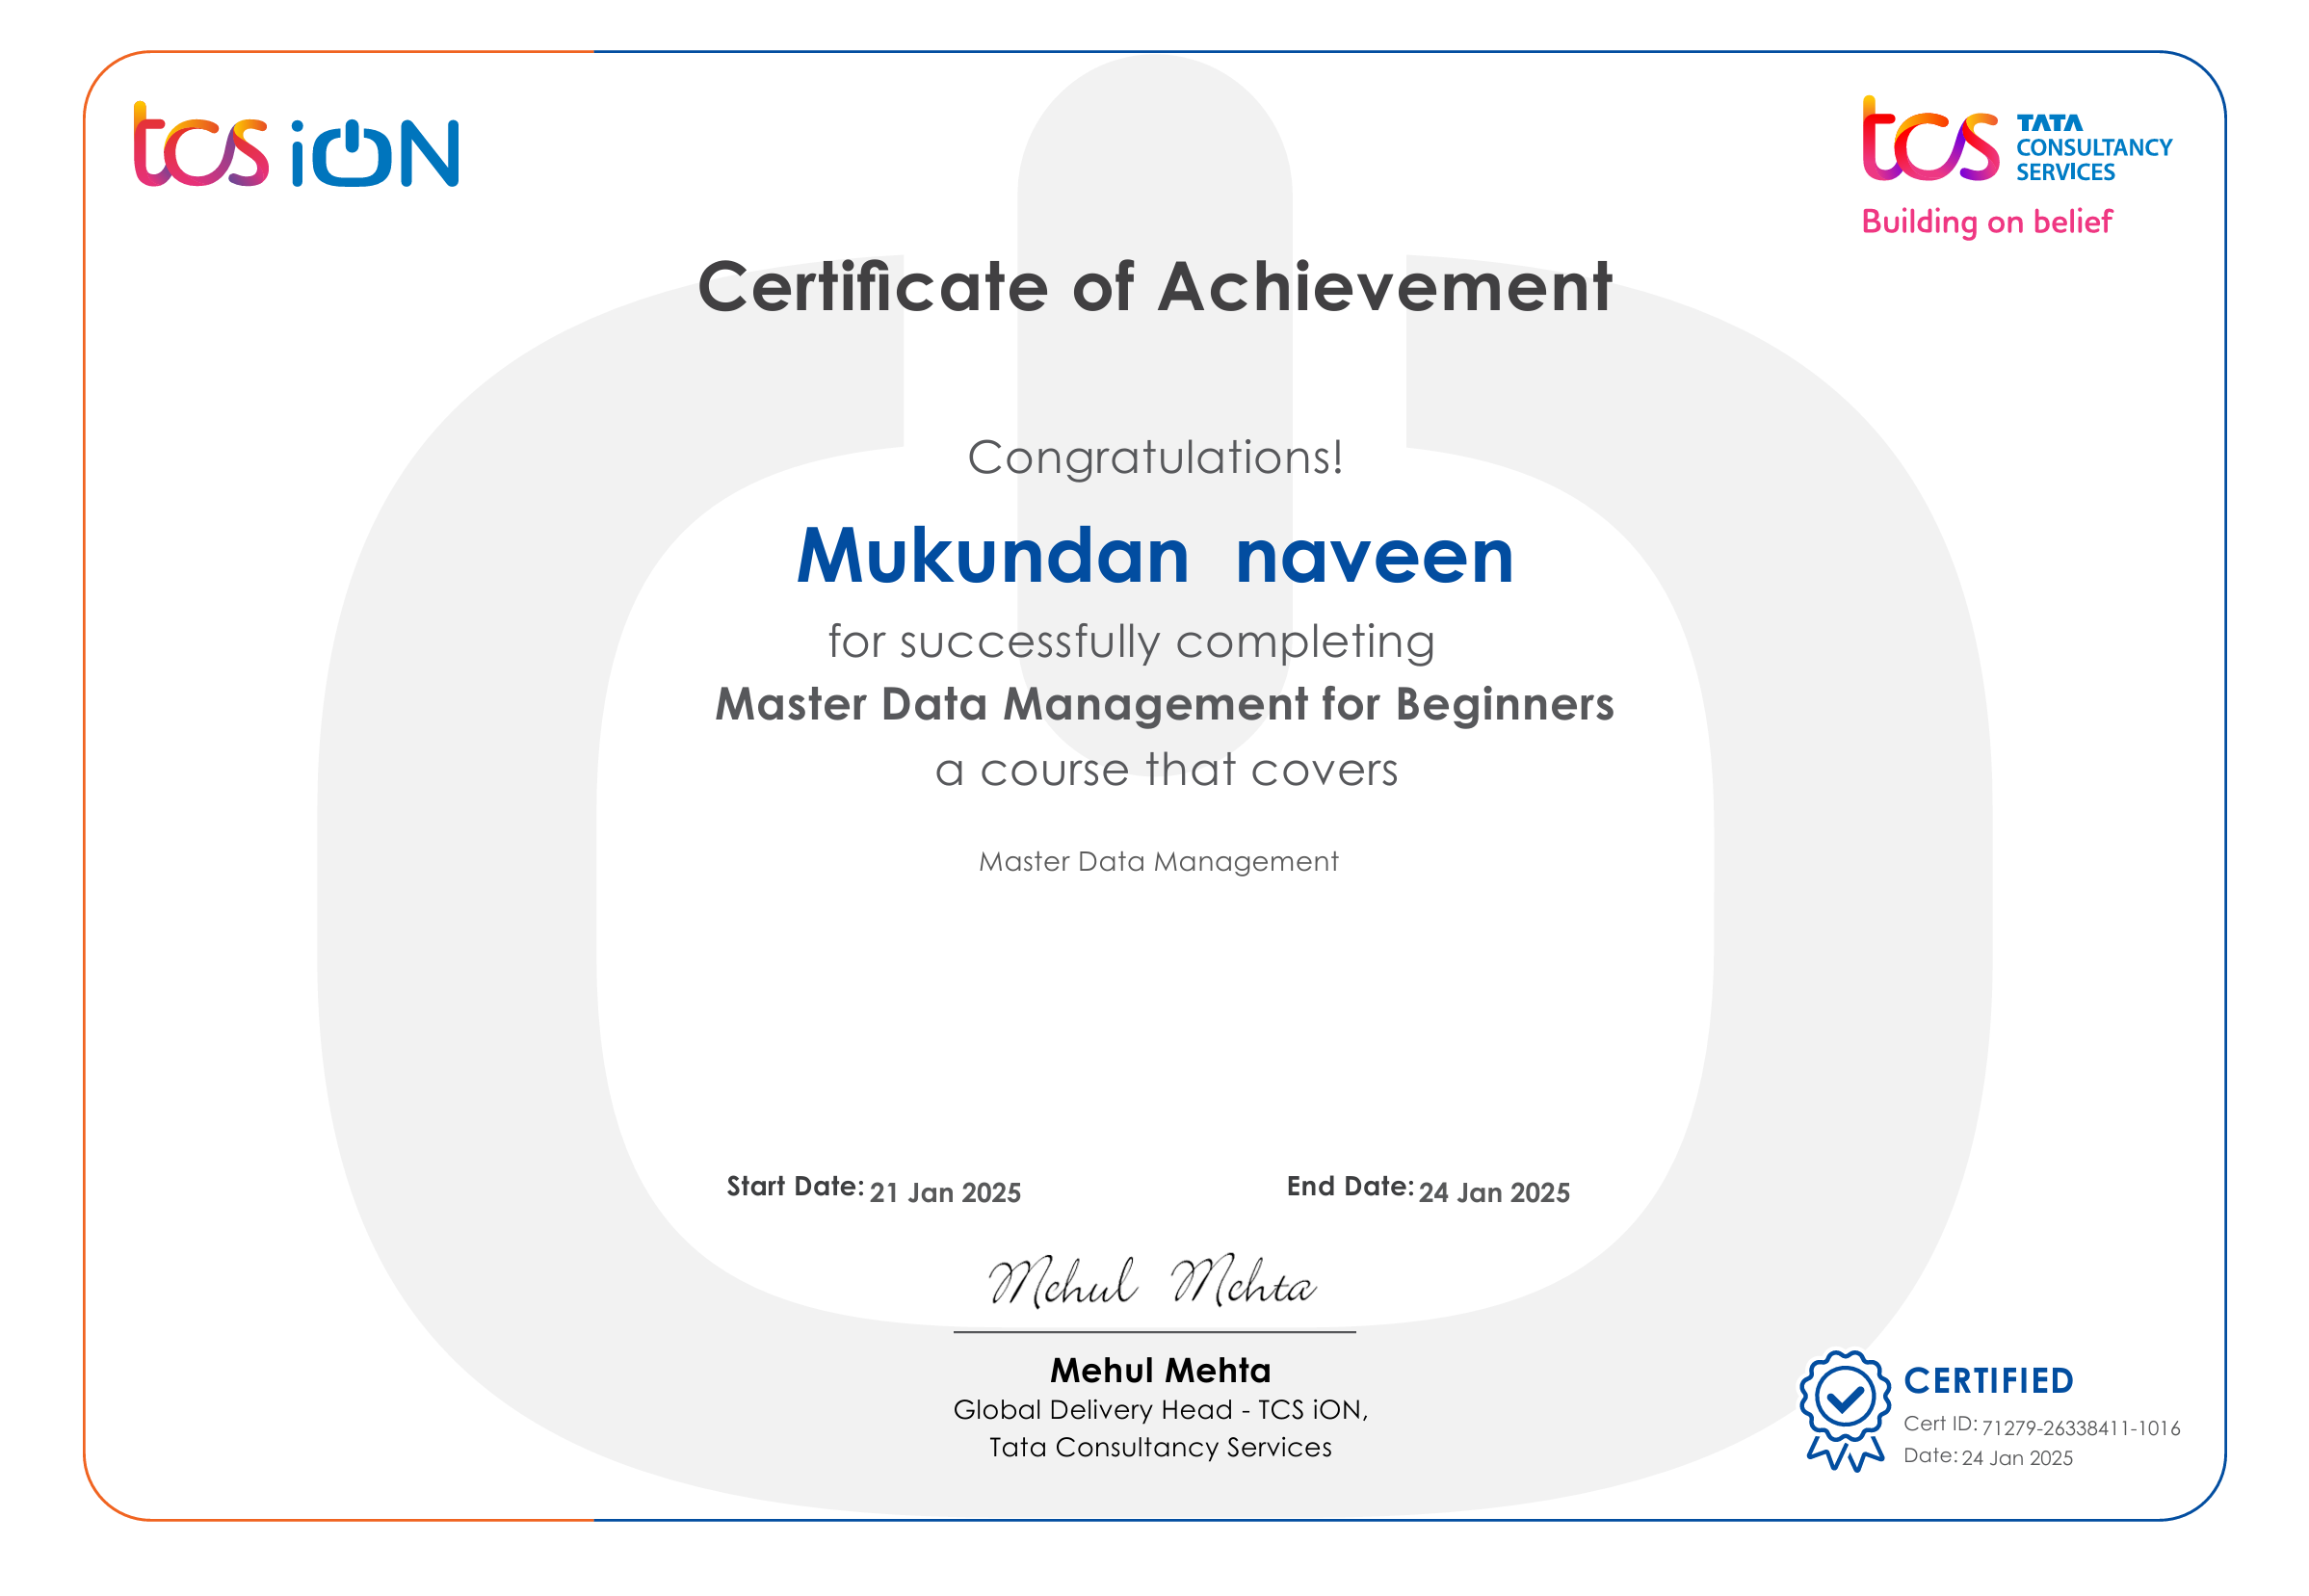 tcs iON
tcs TATA
CONSULTANCY
SERVICES
Building on belief
Certificate of Achievement
Congratulations!
Mukundan naveen
for successfully completing
Master Data Management for Beginners
a course that covers
Master Data Management
Start Date: 21 Jan 2025 End Date: 24 Jan 2025
Mehul Mehta
Mehul Mehta
Global Delivery Head - TCS iON,
Tata Consultancy Services
CERTIFIED
Cert ID: 71279-26338411-1016
Date: 24 Jan 2025